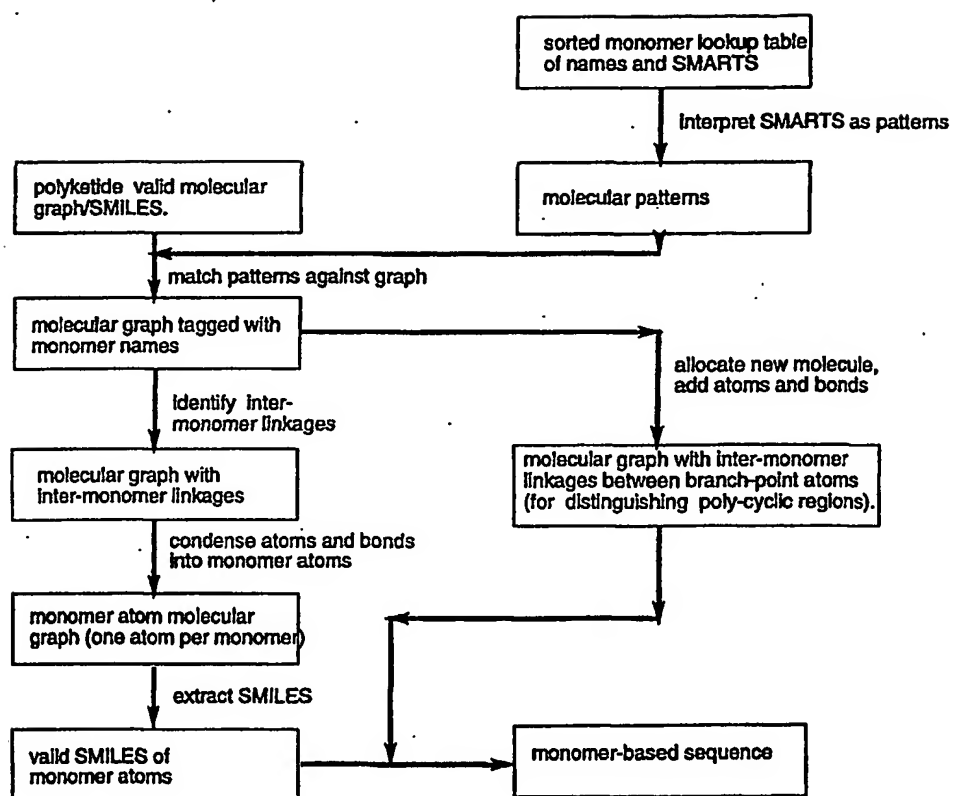 sorted monomer lookup table
of names and SMARTS
interpret SMARTS as patterns
polyketide valid molecular
graph/SMILES.
molecular patterns
match patterns against graph
molecular graph tagged with
monomer names
allocate new molecule,
add atoms and bonds
identify inter-
monomer linkages
molecular graph with
inter-monomer linkages
molecular graph with inter-monomer
linkages between branch-point atoms
(for distinguishing poly-cyclic regions).
condense atoms and bonds
into monomer atoms
monomer atom molecular
graph (one atom per monomer)
extract SMILES
valid SMILES of
monomer atoms
monomer-based sequence